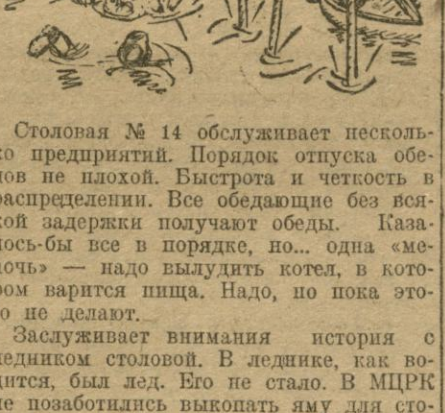 Столовая № 14 обслуживает несколь-
ко предприятий. Порядок отпуска обе-
дов не плохой. Быстрота и четкость в
распределении. Все обедающие без вся-
кой задержки получают обеды. Каза-
лось-бы все в порядке, но... одна «ме-
лочь» — надо вылудить котел, в кото-
ром варится пища. Надо, но пока это-
го не делают.
Заслуживает внимания история с
ледником столовой. В леднике, как во-
дится, был лед. Его не стало. В МЦРК
не позаботились выкопать яму для сто-